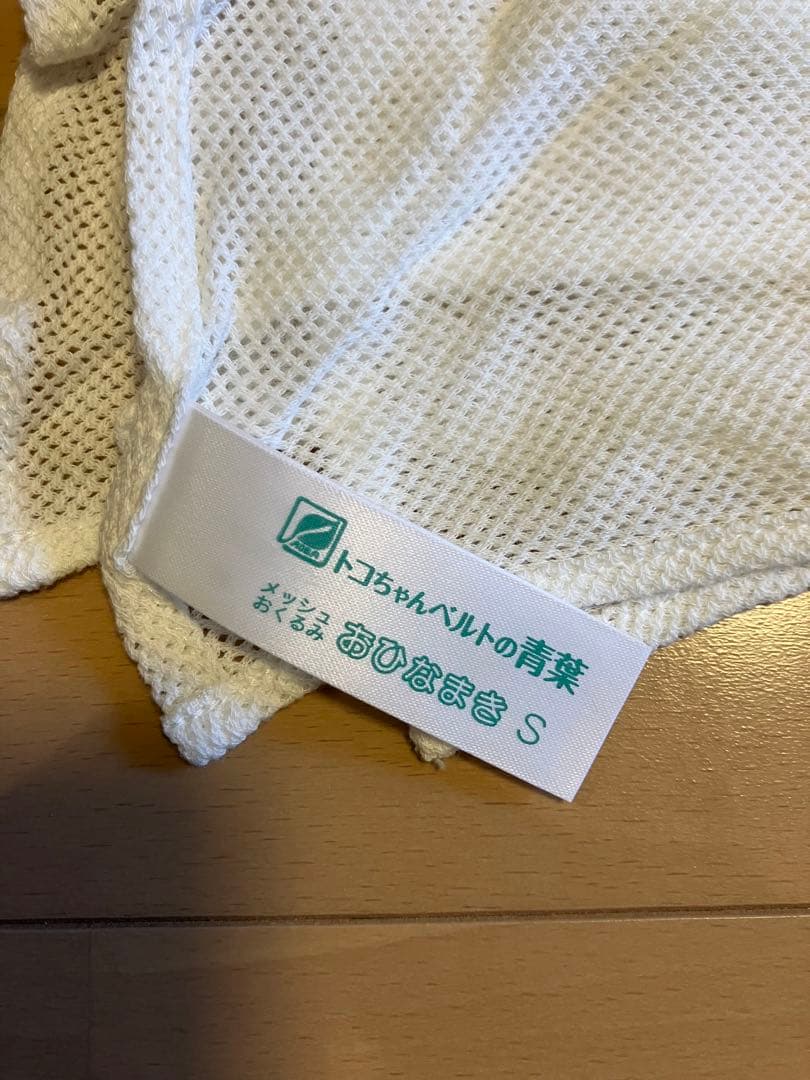 トコちゃんベルトの青葉
メッシュ
おくるみ おひなまき S